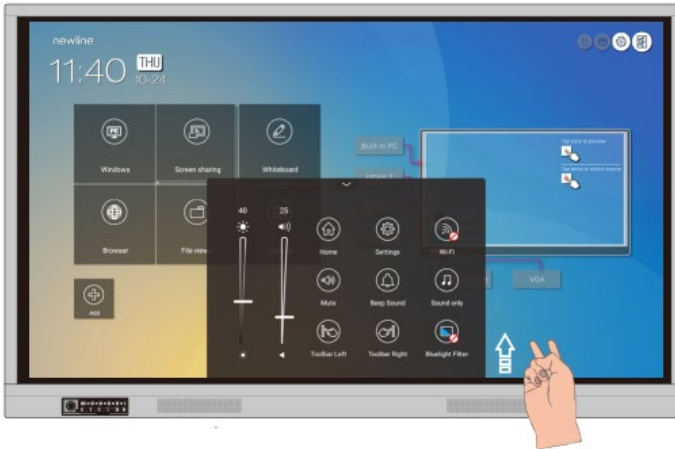 newline
11:40 THU
10-24
Windows
Screen sharing
Whiteboard
Built-in PC
Tap once to preview
Tap twice to switch source
Browser
File viewer
40
25
Home
Settings
Wi-Fi
Mute
Beep Sound
Sound only
VGA
Add
Toolbar Left
Toolbar Right
Bluelight Filter